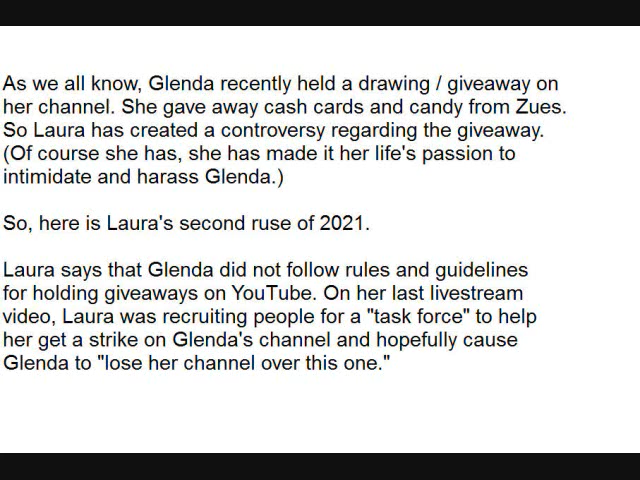 As we all know, Glenda recently held a drawing / giveaway on
her channel. She gave away cash cards and candy from Zues.
So Laura has created a controversy regarding the giveaway.
(Of course she has, she has made it her life's passion to
intimidate and harass Glenda.)
So, here is Laura's second ruse of 2021.
Laura says that Glenda did not follow rules and guidelines
for holding giveaways on YouTube. On her last livestream
video, Laura was recruiting people for a "task force" to help
her get a strike on Glenda's channel and hopefully cause
Glenda to "lose her channel over this one."